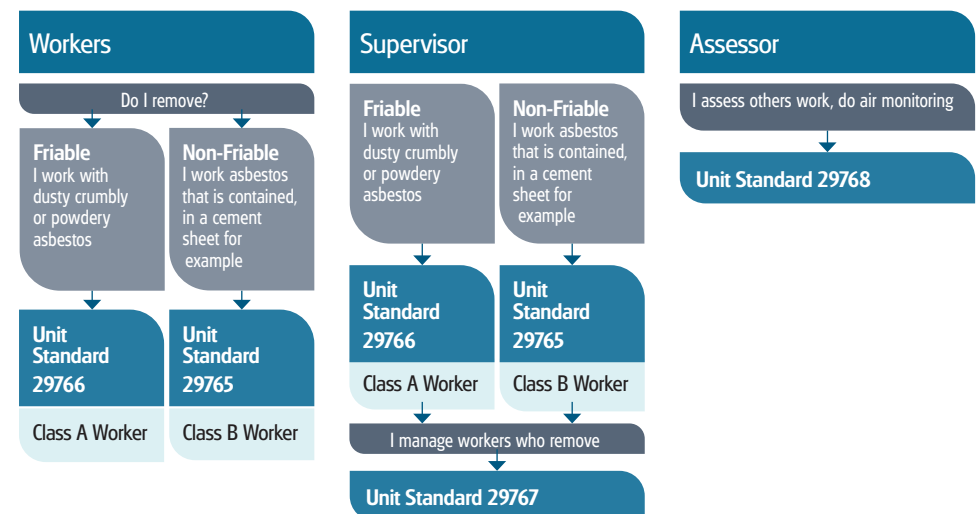 Workers
Do I remove?
Friable
I work with
dusty crumbly
or powdery
asbestos
Non-Friable
I work asbestos
that is contained,
in a cement
sheet for
example
Unit
Standard
29766
Class A Worker
Unit
Standard
29765
Class B Worker
Supervisor
Friable
I work with
dusty crumbly
or powdery
asbestos
Non-Friable
I work asbestos
that is contained,
in a cement
sheet for
example
Unit
Standard
29766
Class A Worker
Unit
Standard
29765
Class B Worker
I manage workers who remove
Unit Standard 29767
Assessor
I assess others work, do air monitoring
Unit Standard 29768